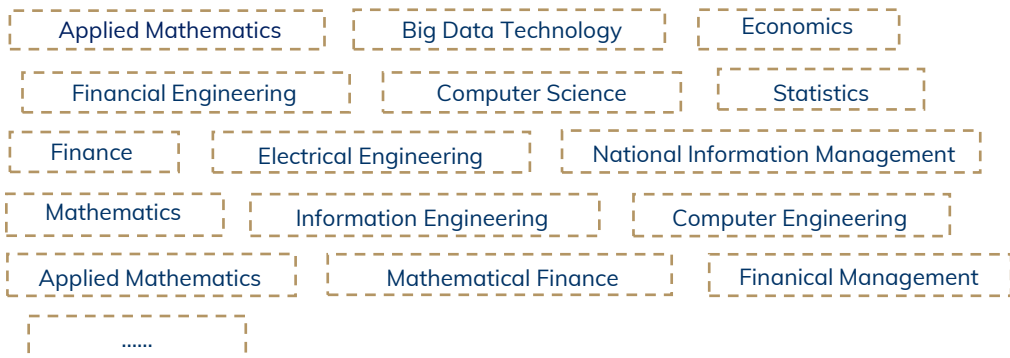 Applied Mathematics Big Data Technology Economics
Financial Engineering Computer Science Statistics
Finance Electrical Engineering National Information Management
Mathematics Information Engineering Computer Engineering
Applied Mathematics Mathematical Finance Finanical Management
......